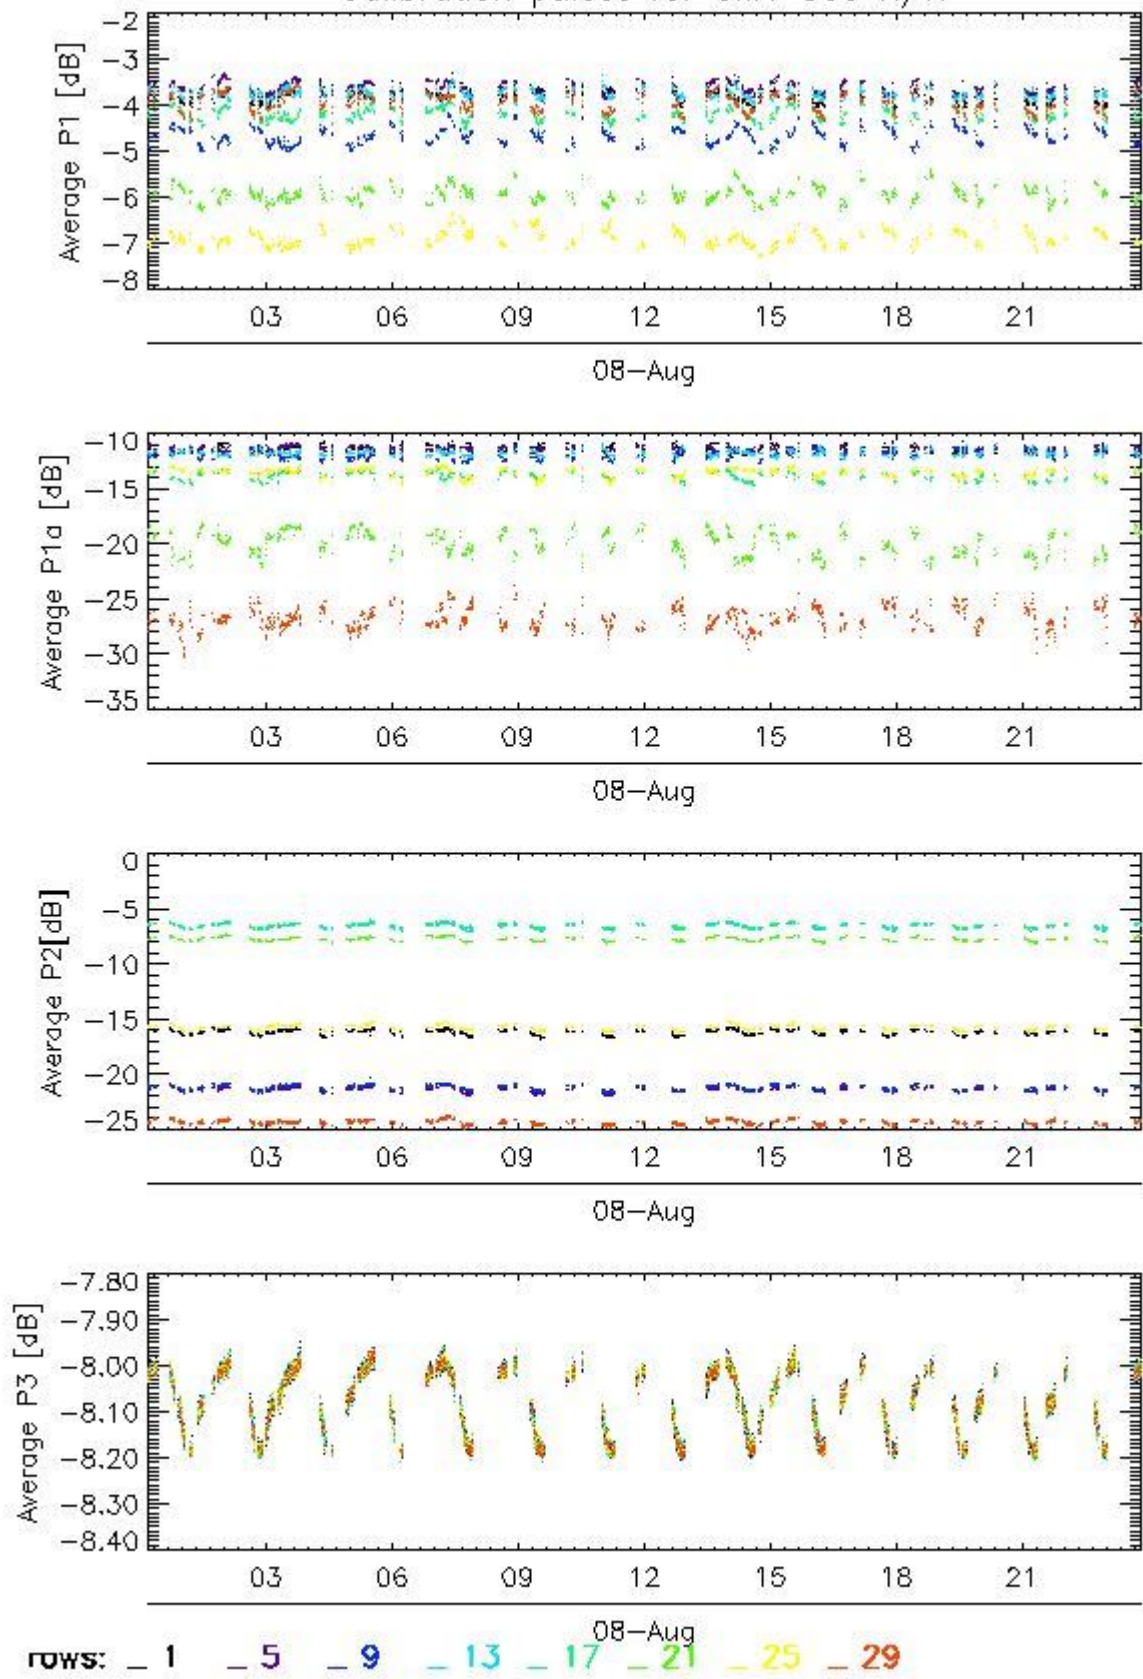 -2
-3
-4
-5
-6
-7
-8
Average P1 [dB]
03 06 09 12 15 18 21
08-Aug
-10
-15
-20
-25
-30
-35
Average P1a [dB]
03 06 09 12 15 18 21
08-Aug
0
-5
-10
-15
-20
-25
Average P2[dB]
03 06 09 12 15 18 21
08-Aug
-7.80
-7.90
-8.00
-8.10
-8.20
-8.30
-8.40
Average P3 [dB]
03 06 09 12 15 18 21
08-Aug
rows: _ 1 _ 5 _ 9 _ 13 _ 17 _ 21 _ 25 _ 29